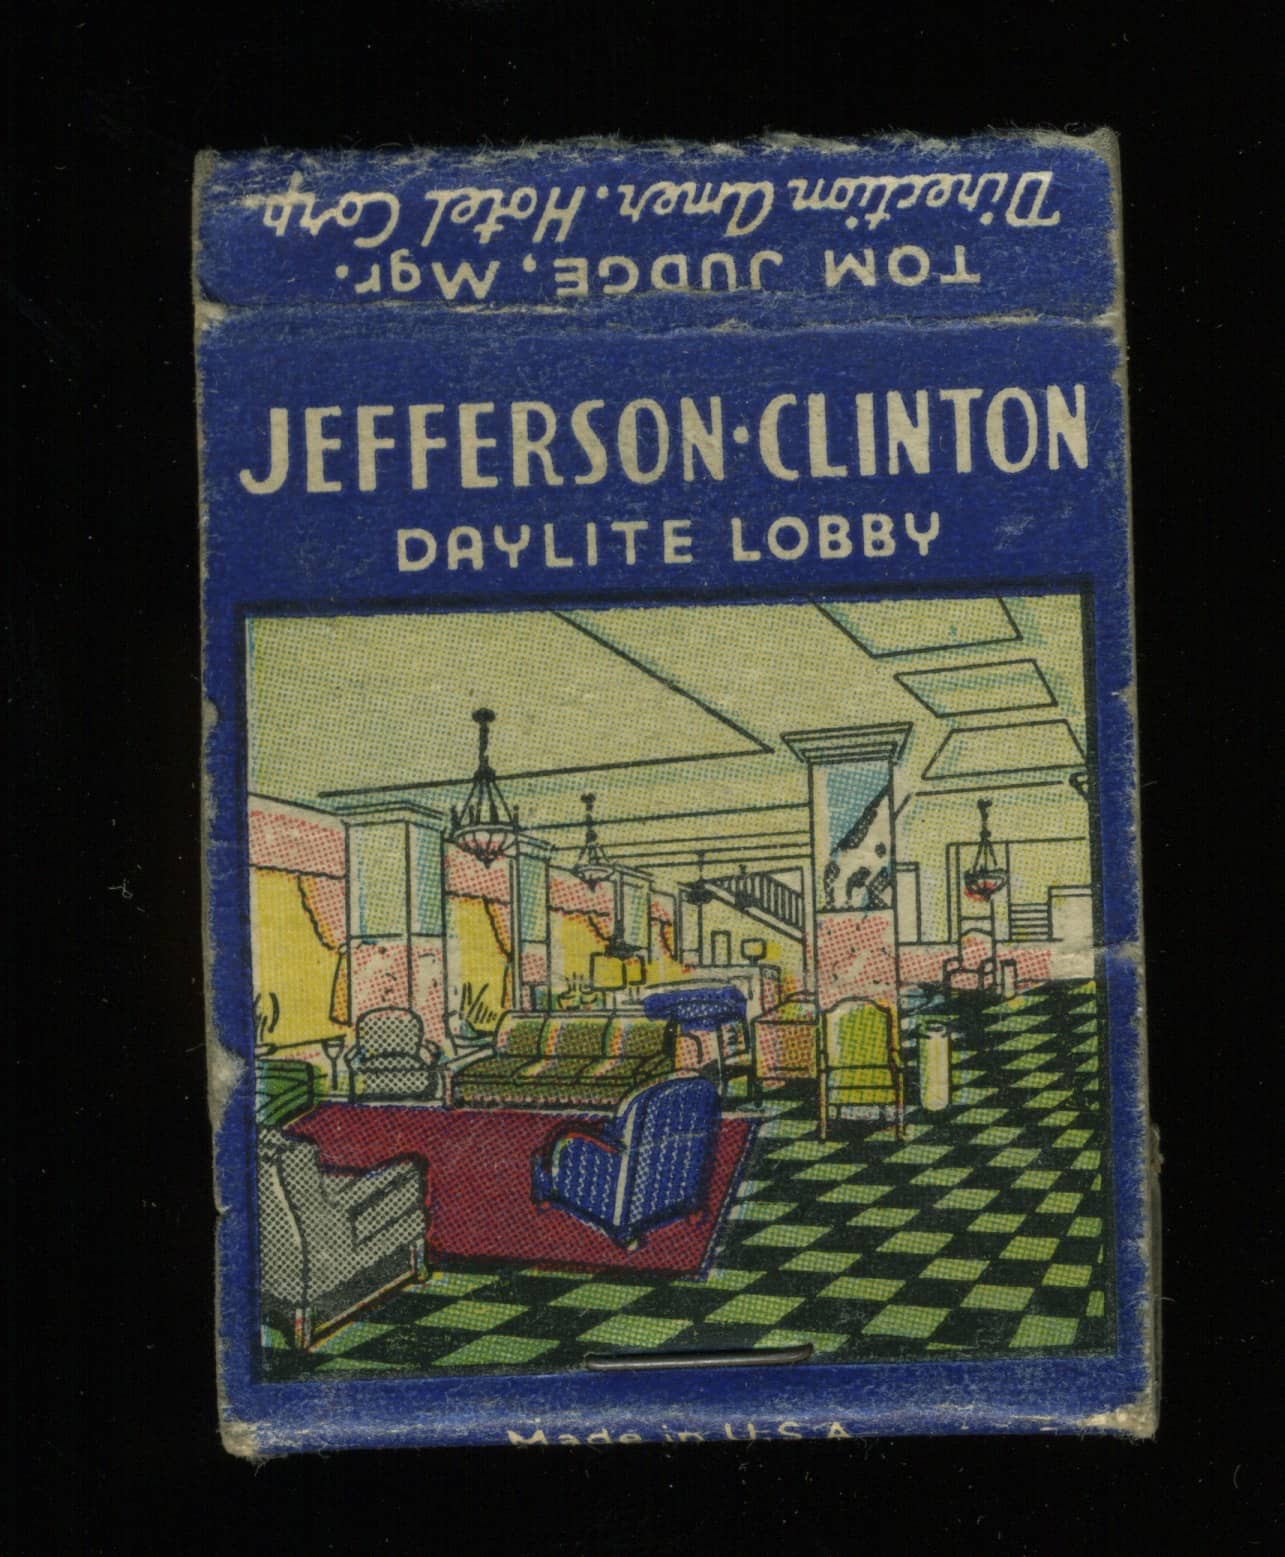 Direction Amer. Hotel Corp
TOM JUDGE, Mgr.
JEFFERSON·CLINTON
DAYLITE LOBBY
Made in U.S.A